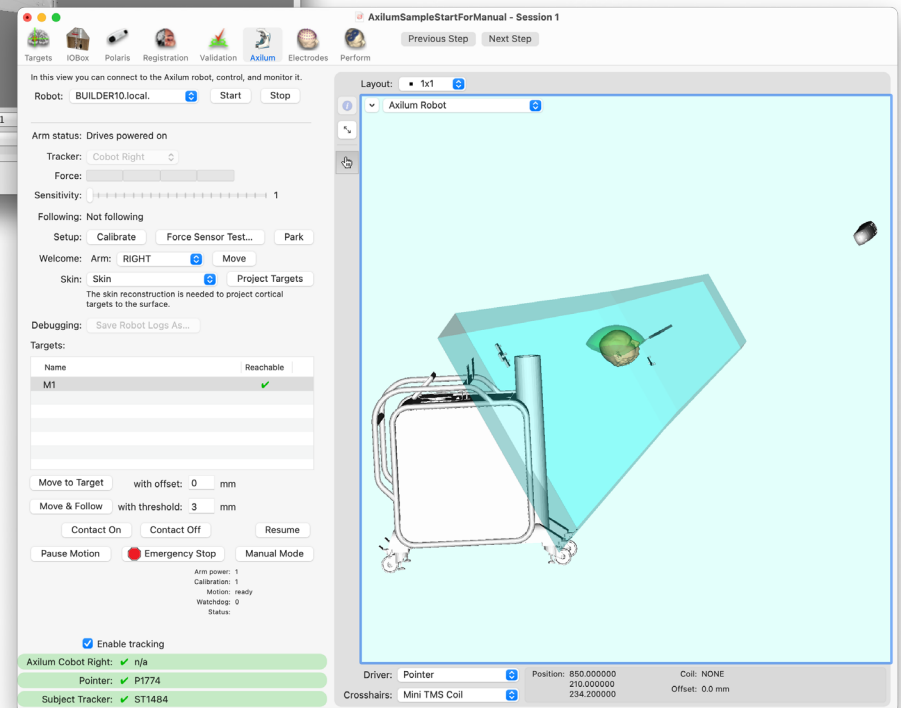 AxilumSampleStartForManual - Session 1
Targets IOBox Polaris Registration Validation Axilum Electrodes Perform
Previous Step Next Step
In this view you can connect to the Axilum robot, control, and monitor it.
Robot: BUILDER10.local. Start Stop
Arm status: Drives powered on
Tracker: Cobot Right
Force:
Sensitivity: 1
Following: Not following
Setup: Calibrate Force Sensor Test... Park
Welcome: Arm: RIGHT Move
Skin: Skin Project Targets
The skin reconstruction is needed to project cortical
targets to the surface.
Debugging: Save Robot Logs As...
Targets:
Name Reachable
M1 ✔
Move to Target with offset: 0 mm
Move & Follow with threshold: 3 mm
Contact On Contact Off Resume
Pause Motion Emergency Stop Manual Mode
Arm power: 1
Calibration: 1
Motion: ready
Watchdog: 0
Status:
Enable tracking
Axilum Cobot Right: ✔ n/a
Pointer: ✔ P1774
Subject Tracker: ✔ ST1484
Layout: 1x1
Axilum Robot
Driver: Pointer
Crosshairs: Mini TMS Coil
Position: 850.000000
210.000000
234.200000
Coil: NONE
Offset: 0.0 mm
1